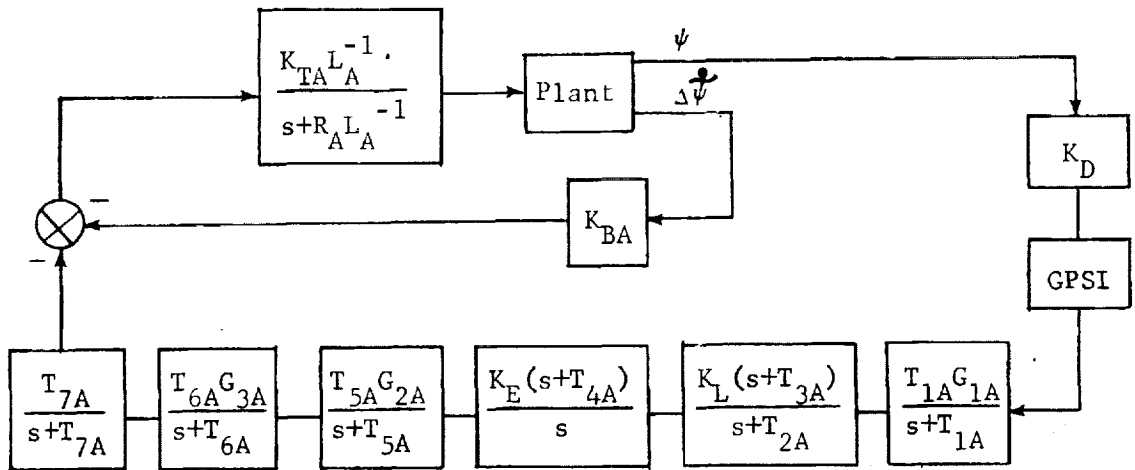 K_TA L_A^-1
s+R_A L_A^-1
Plant
ψ
Δψ̇
K_D
K_BA
GPSI
−
−
T_7A
s+T_7A
T_6A G_3A
s+T_6A
T_5A G_2A
s+T_5A
K_E(s+T_4A)
s
K_L(s+T_3A)
s+T_2A
T_1A G_1A
s+T_1A